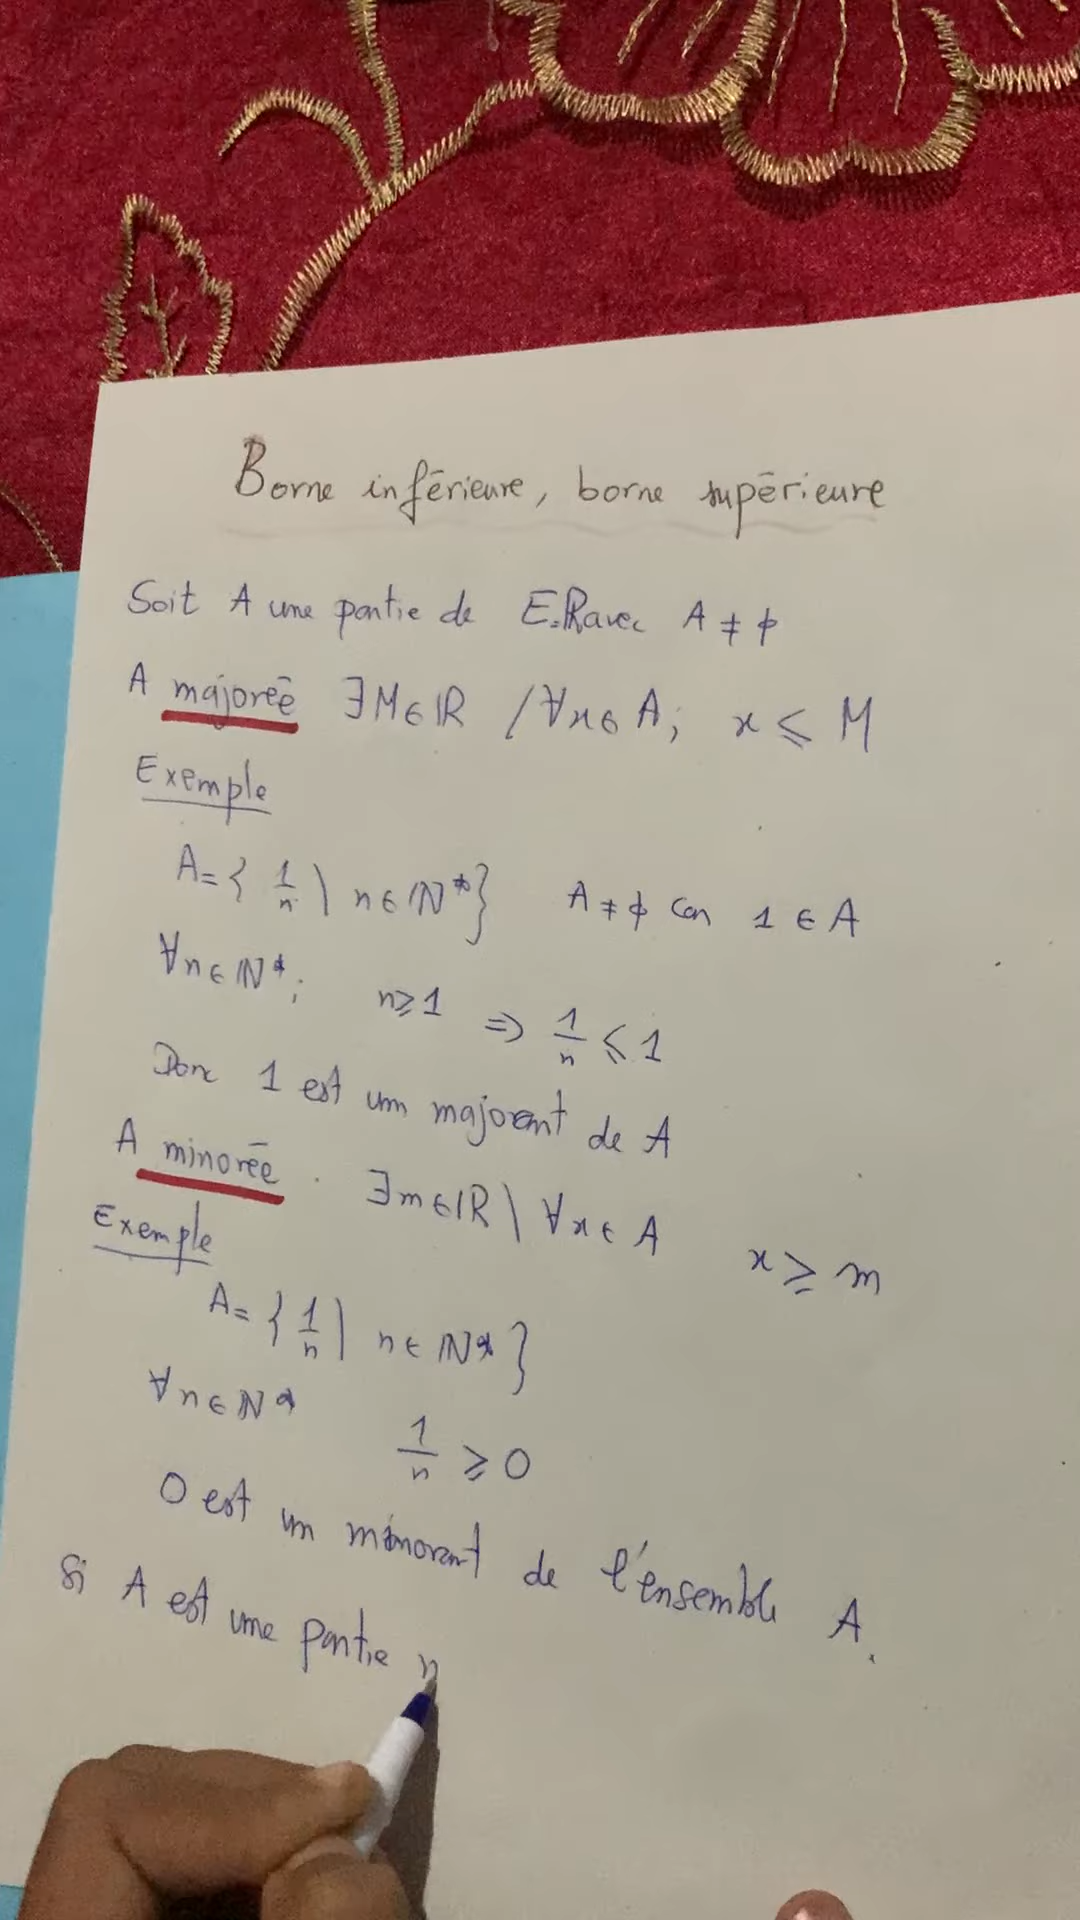 Borne inférieure, borne supérieure
Soit A une partie de E=ℝ avec A ≠ ϕ
A majorée ∃M∈ℝ /∀x∈A; x ⩽ M
Exemple
A={ 1/n \ n∈ℕ*} A ≠ ϕ car 1 ∈ A
∀n∈ℕ*; n⩾1 ⇒ 1/n ⩽ 1
Donc 1 est un majorant de A
A minorée . ∃m∈ℝ \ ∀x∈A x ⩾ m
Exemple
A= {1/n | n∈ℕ*}
∀n∈ℕ* 1/n ⩾ 0
0 est un minorant de l'ensemble A.
Si A est une partie n